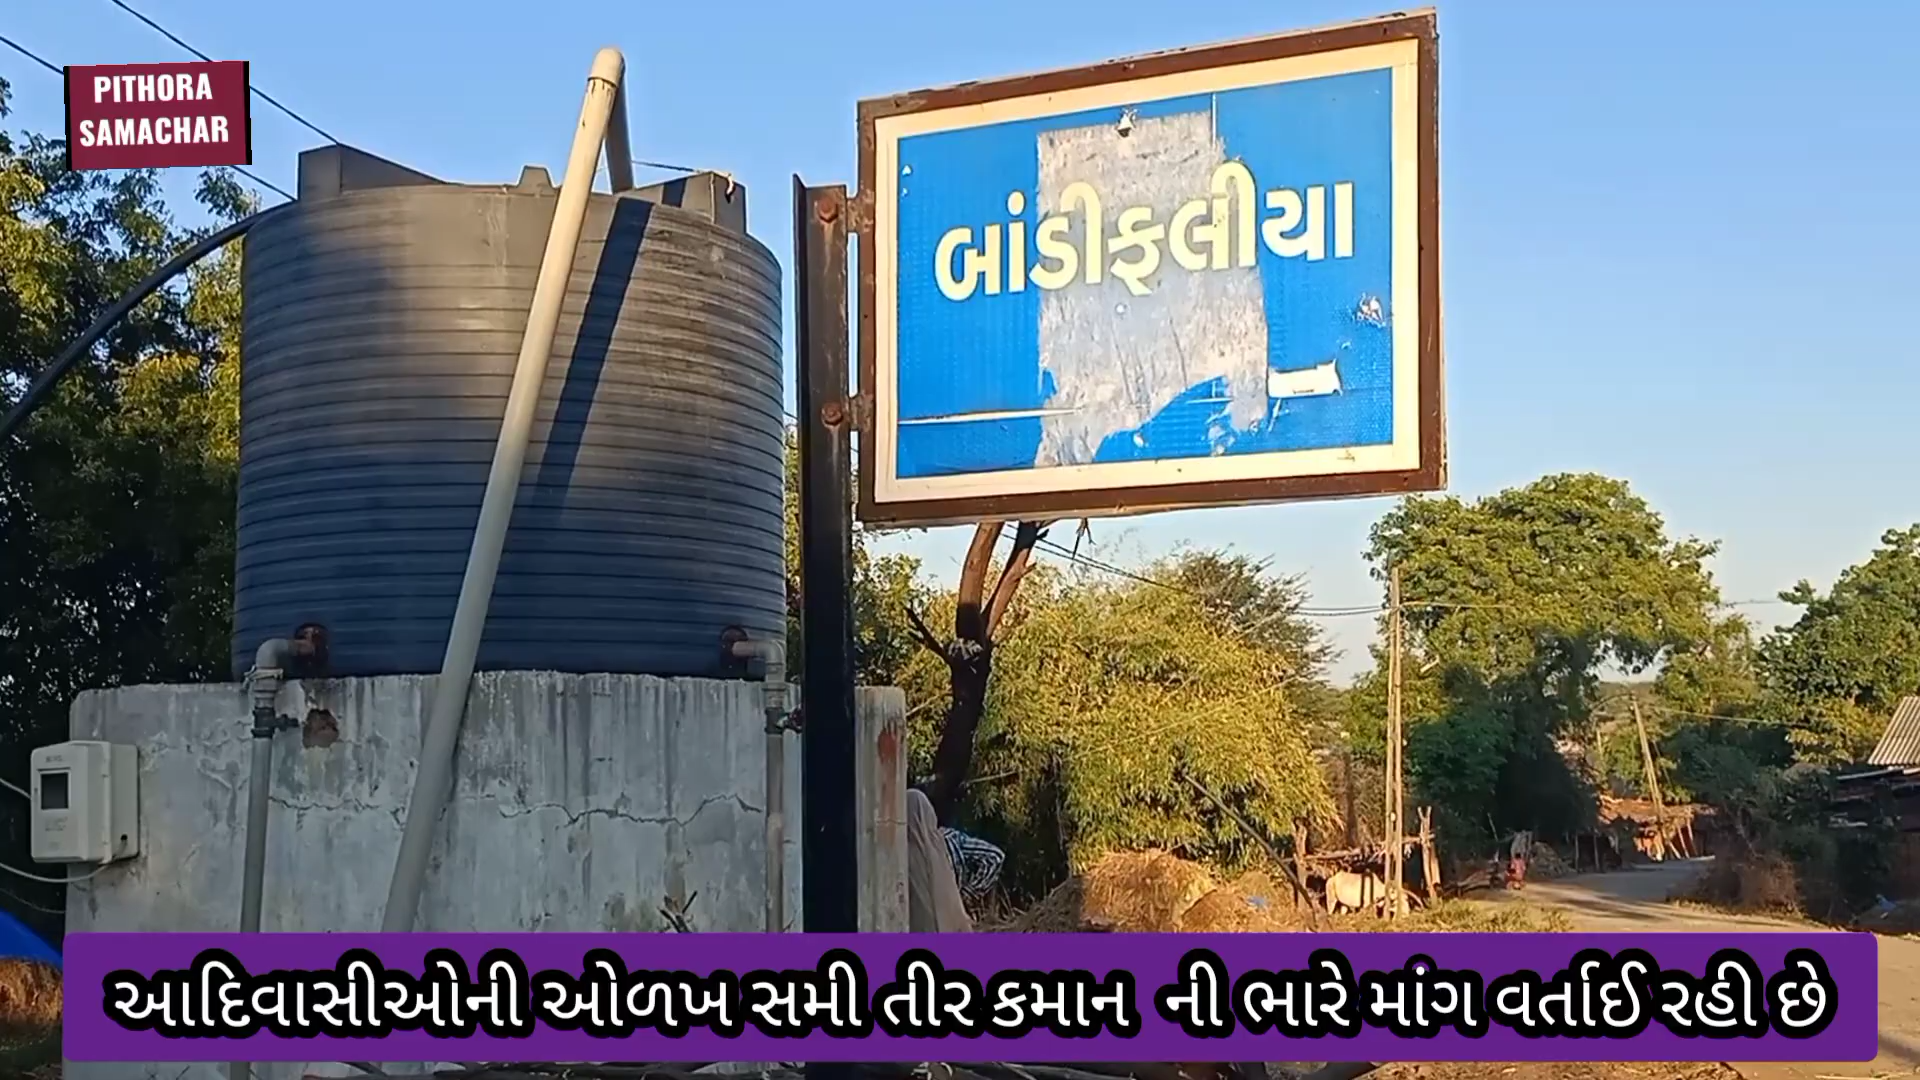 PITHORA
SAMACHAR
બાંડીફલીયા
આદિવાસીઓની ઓળખ સમી તીર કમાન ની ભારે માંગ વર્તાઈ રહી છે